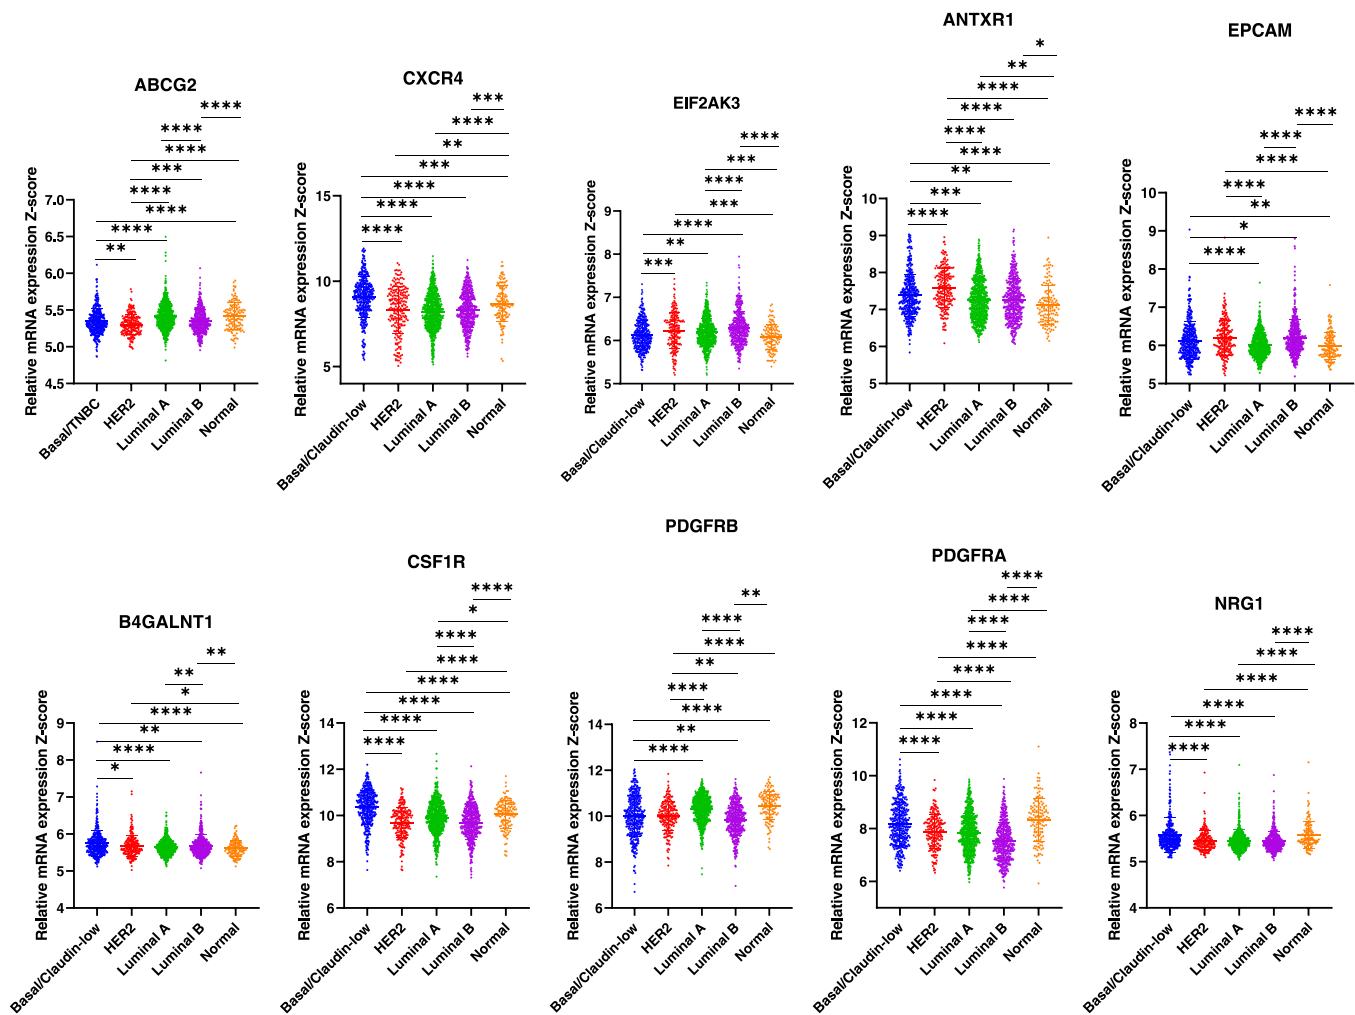 ABCG2
****
****
****
***
****
****
****
**
Relative mRNA expression Z-score
7.0
6.5
6.0
5.5
5.0
4.5
Basal/TNBC
HER2
Luminal A
Luminal B
Normal
CXCR4
***
****
**
***
****
****
****
Relative mRNA expression Z-score
15
10
5
Basal/Claudin-low
HER2
Luminal A
Luminal B
Normal
EIF2AK3
****
***
****
***
****
**
***
Relative mRNA expression Z-score
9
8
7
6
5
Basal/Claudin-low
HER2
Luminal A
Luminal B
Normal
ANTXR1
*
**
****
****
****
****
**
***
****
Relative mRNA expression Z-score
10
9
8
7
6
5
Basal/Claudin-low
HER2
Luminal A
Luminal B
Normal
EPCAM
****
****
****
****
**
*
****
Relative mRNA expression Z-score
10
9
8
7
6
5
Basal/Claudin-low
HER2
Luminal A
Luminal B
Normal
B4GALNT1
**
**
*
****
**
****
*
Relative mRNA expression Z-score
9
8
7
6
5
4
Basal/Claudin-low
HER2
Luminal A
Luminal B
Normal
CSF1R
****
*
****
****
****
****
****
****
Relative mRNA expression Z-score
14
12
10
8
6
Basal/Claudin-low
HER2
Luminal A
Luminal B
Normal
PDGFRB
**
****
****
**
****
****
**
****
Relative mRNA expression Z-score
14
12
10
8
6
Basal/Claudin-low
HER2
Luminal A
Luminal B
Normal
PDGFRA
****
****
****
****
****
****
****
****
Relative mRNA expression Z-score
12
10
8
6
Basal/Claudin-low
HER2
Luminal A
Luminal B
Normal
NRG1
****
****
****
****
****
****
Relative mRNA expression Z-score
8
7
6
5
4
Basal/Claudin-low
HER2
Luminal A
Luminal B
Normal